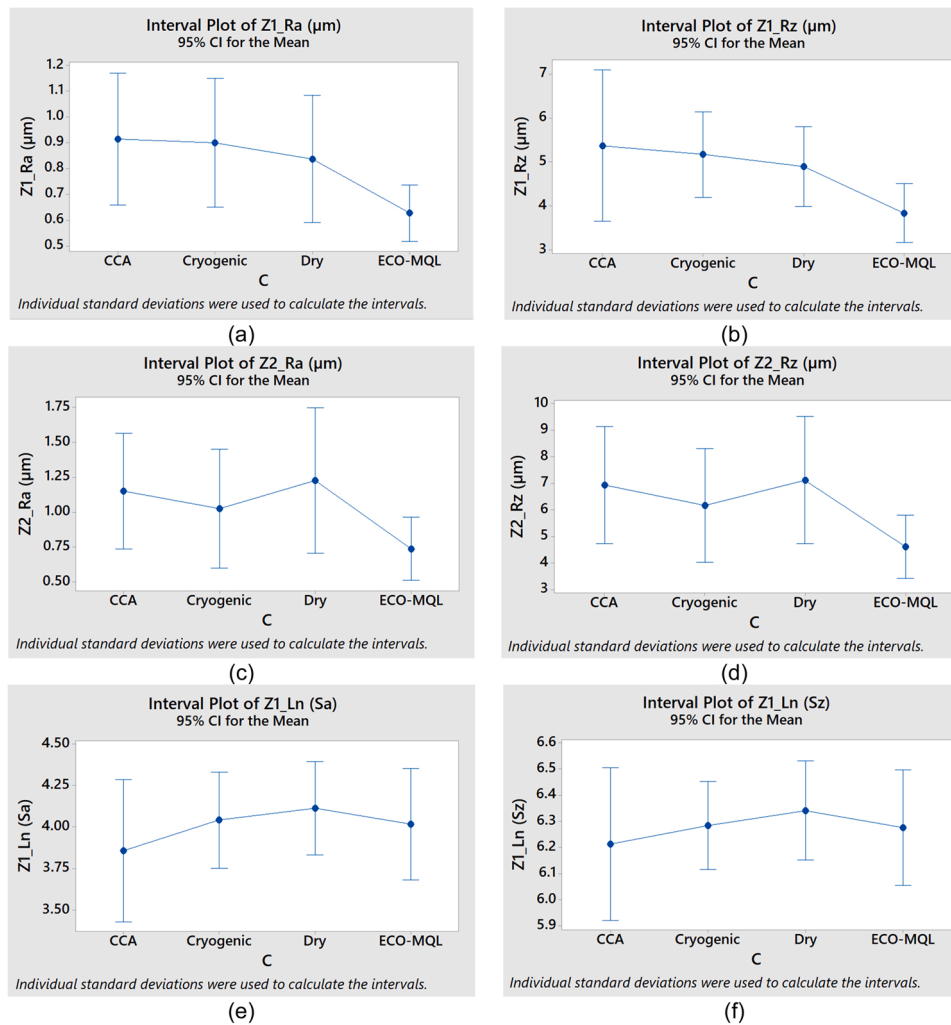 Interval Plot of Z1_Ra (µm)
95% CI for the Mean
1.2
1.1
1.0
0.9
0.8
0.7
0.6
0.5
Z1_Ra (µm)
CCA Cryogenic Dry ECO-MQL
C
Individual standard deviations were used to calculate the intervals.
(a)
Interval Plot of Z1_Rz (µm)
95% CI for the Mean
7
6
5
4
3
Z1_Rz (µm)
CCA Cryogenic Dry ECO-MQL
C
Individual standard deviations were used to calculate the intervals.
(b)
Interval Plot of Z2_Ra (µm)
95% CI for the Mean
1.75
1.50
1.25
1.00
0.75
0.50
Z2_Ra (µm)
CCA Cryogenic Dry ECO-MQL
C
Individual standard deviations were used to calculate the intervals.
(c)
Interval Plot of Z2_Rz (µm)
95% CI for the Mean
10
9
8
7
6
5
4
3
Z2_Rz (µm)
CCA Cryogenic Dry ECO-MQL
C
Individual standard deviations were used to calculate the intervals.
(d)
Interval Plot of Z1_Ln (Sa)
95% CI for the Mean
4.50
4.25
4.00
3.75
3.50
Z1_Ln (Sa)
CCA Cryogenic Dry ECO-MQL
C
Individual standard deviations were used to calculate the intervals.
(e)
Interval Plot of Z1_Ln (Sz)
95% CI for the Mean
6.6
6.5
6.4
6.3
6.2
6.1
6.0
5.9
Z1_Ln (Sz)
CCA Cryogenic Dry ECO-MQL
C
Individual standard deviations were used to calculate the intervals.
(f)